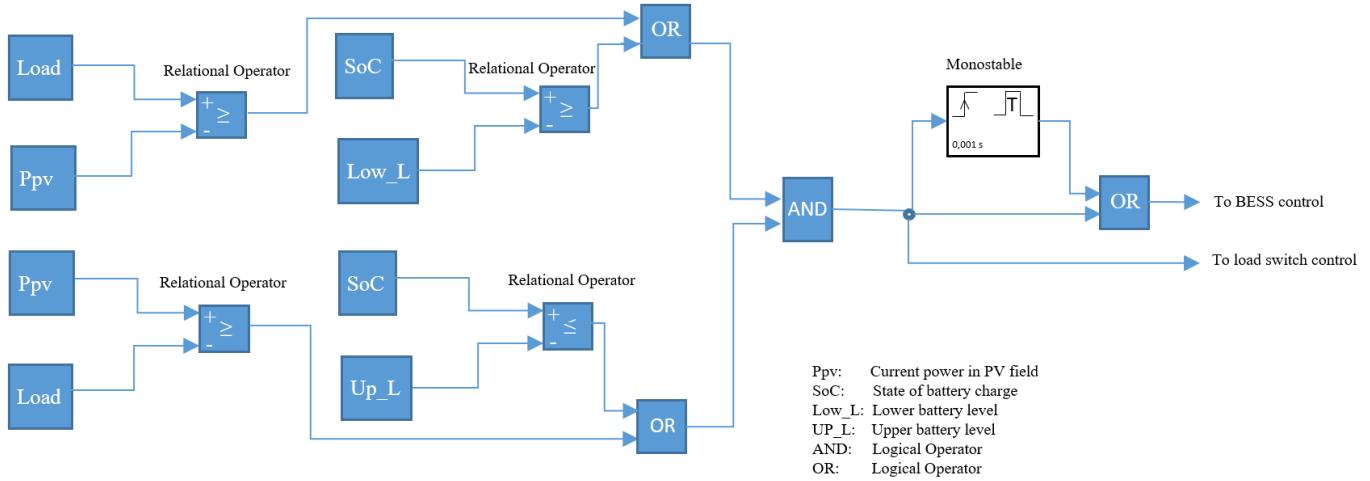 Load
Ppv
Relational Operator
+
≥
-
SoC
Low_L
Relational Operator
+
≥
-
OR
Ppv
Load
Relational Operator
+
≥
-
SoC
Up_L
Relational Operator
+
≤
-
OR
AND
Monostable
T
0,001 s
OR
To BESS control
To load switch control
Ppv: Current power in PV field
SoC: State of battery charge
Low_L: Lower battery level
UP_L: Upper battery level
AND: Logical Operator
OR: Logical Operator